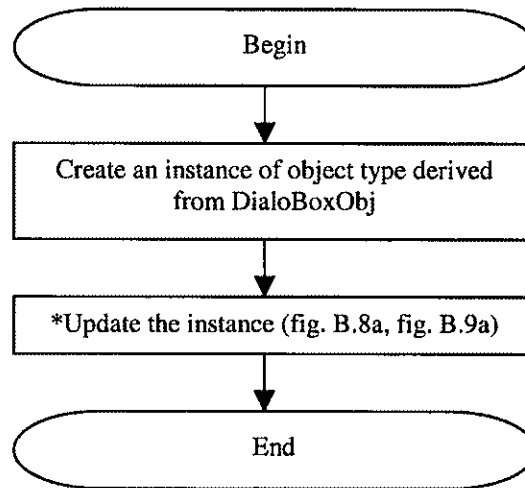 Begin
Create an instance of object type derived
from DialoBoxObj
*Update the instance (fig. B.8a, fig. B.9a)
End